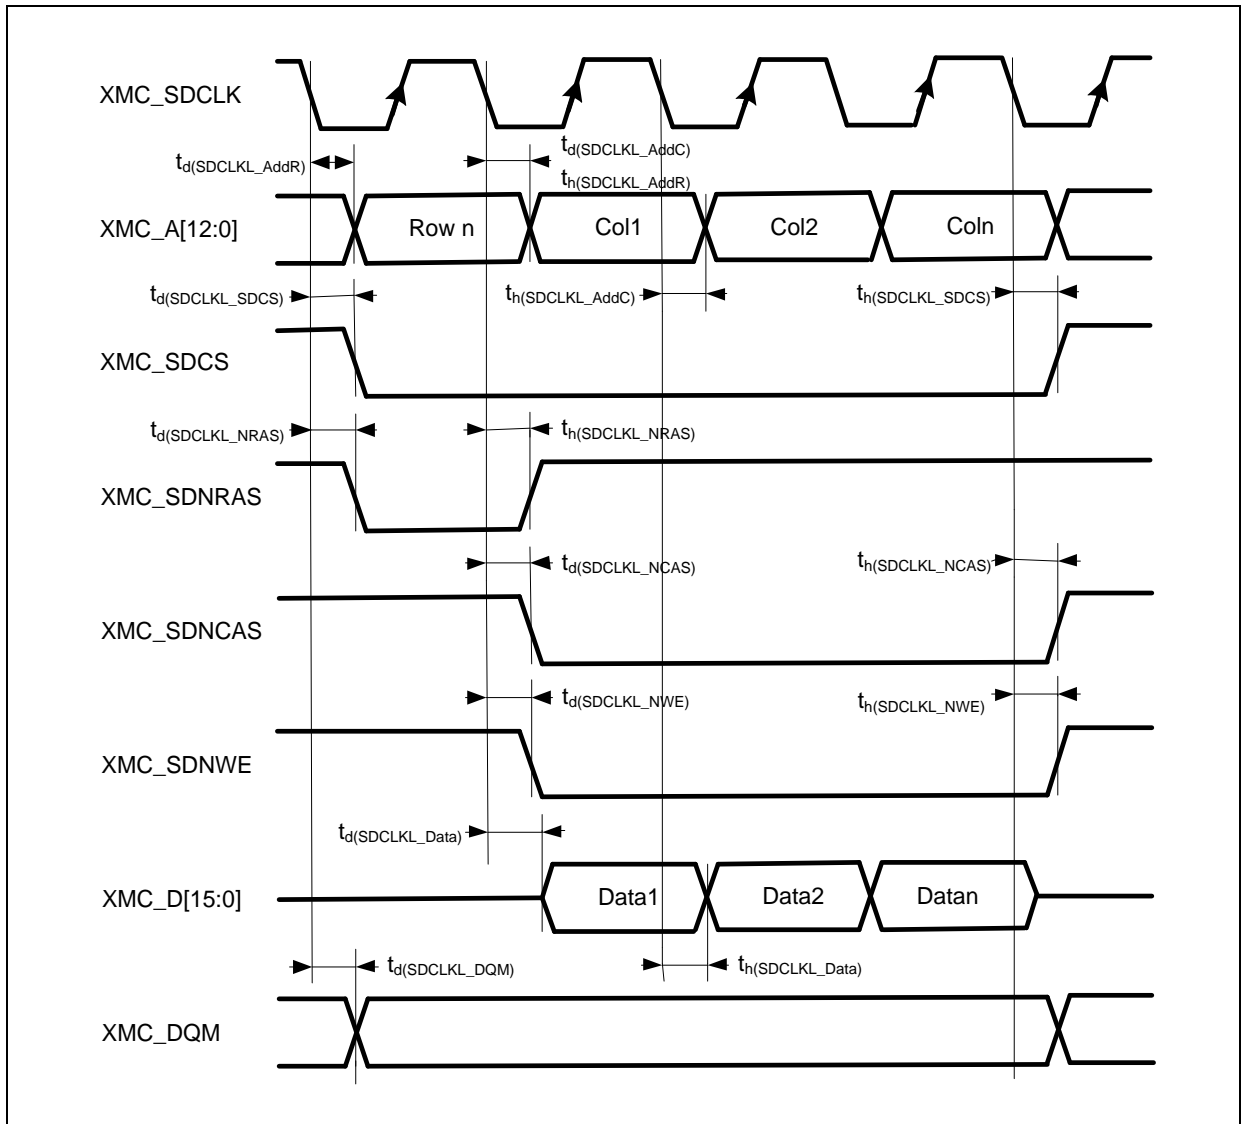 XMC_SDCLK
td(SDCLKL_AddR)
td(SDCLKL_AddC)
th(SDCLKL_AddR)
XMC_A[12:0]
Row n
Col1
Col2
Coln
td(SDCLKL_SDCS)
th(SDCLKL_AddC)
th(SDCLKL_SDCS)
XMC_SDCS
td(SDCLKL_NRAS)
th(SDCLKL_NRAS)
XMC_SDNRAS
td(SDCLKL_NCAS)
th(SDCLKL_NCAS)
XMC_SDNCAS
td(SDCLKL_NWE)
th(SDCLKL_NWE)
XMC_SDNWE
td(SDCLKL_Data)
XMC_D[15:0]
Data1
Data2
Datan
td(SDCLKL_DQM)
th(SDCLKL_Data)
XMC_DQM